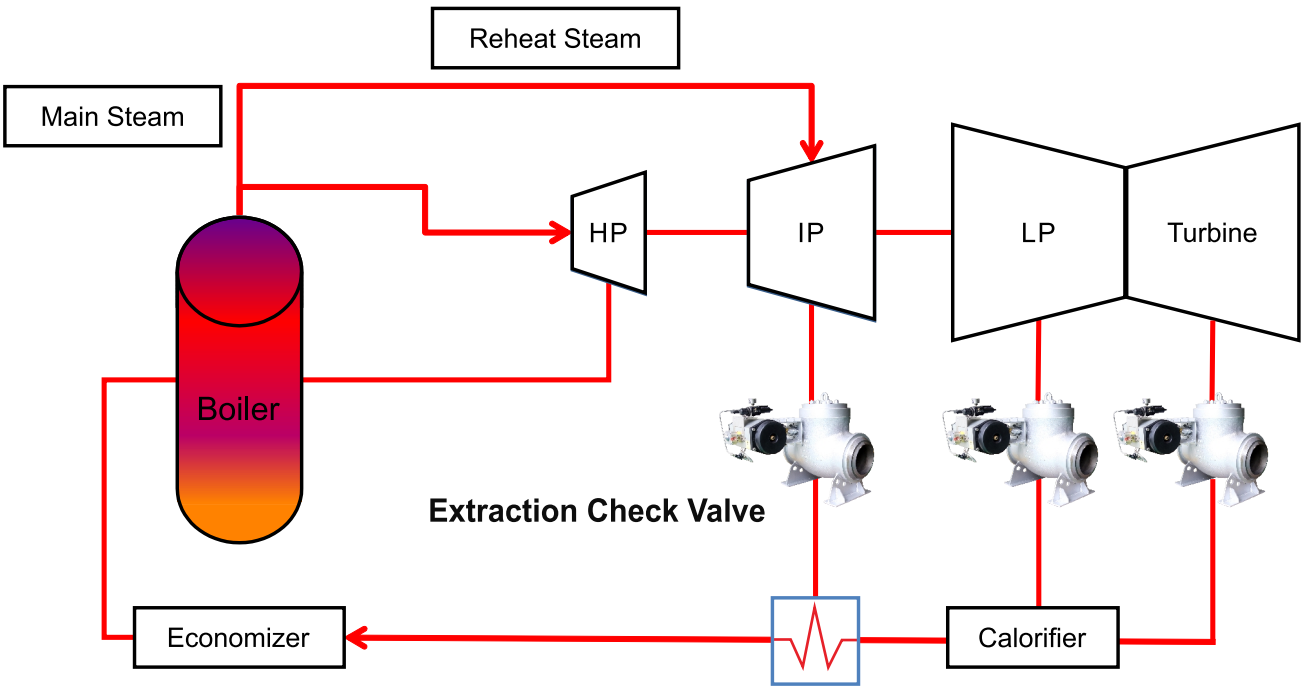 Reheat Steam
Main Steam
HP
IP
LP
Turbine
Boiler
Extraction Check Valve
Economizer
Calorifier